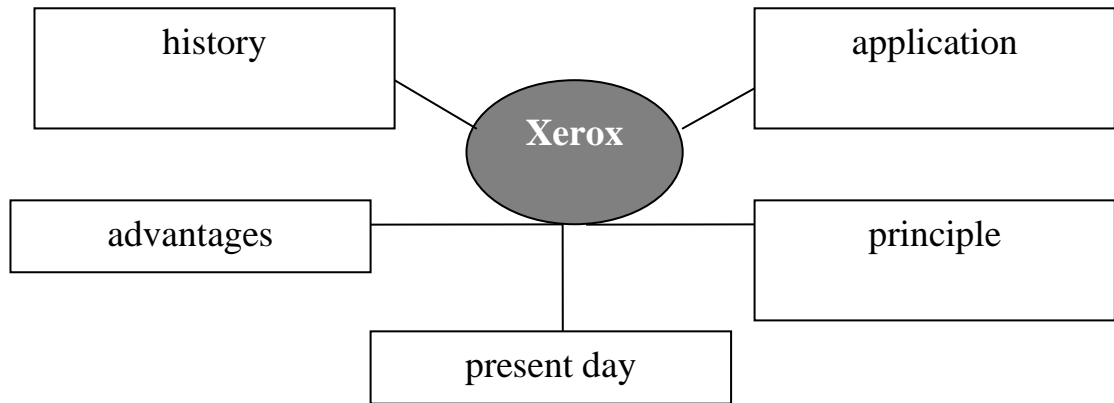 history
application
Xerox
advantages
principle
present day